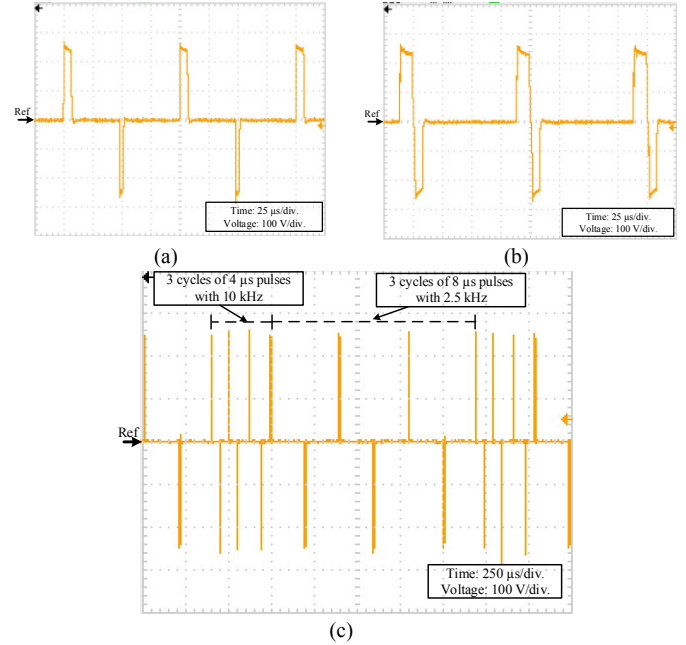 Ref
Time: 25 µs/div.
Voltage: 100 V/div.
(a)
Ref
Time: 25 µs/div.
Voltage: 100 V/div.
(b)
3 cycles of 4 µs pulses
with 10 kHz
3 cycles of 8 µs pulses
with 2.5 kHz
Ref
Time: 250 µs/div.
Voltage: 100 V/div.
(c)